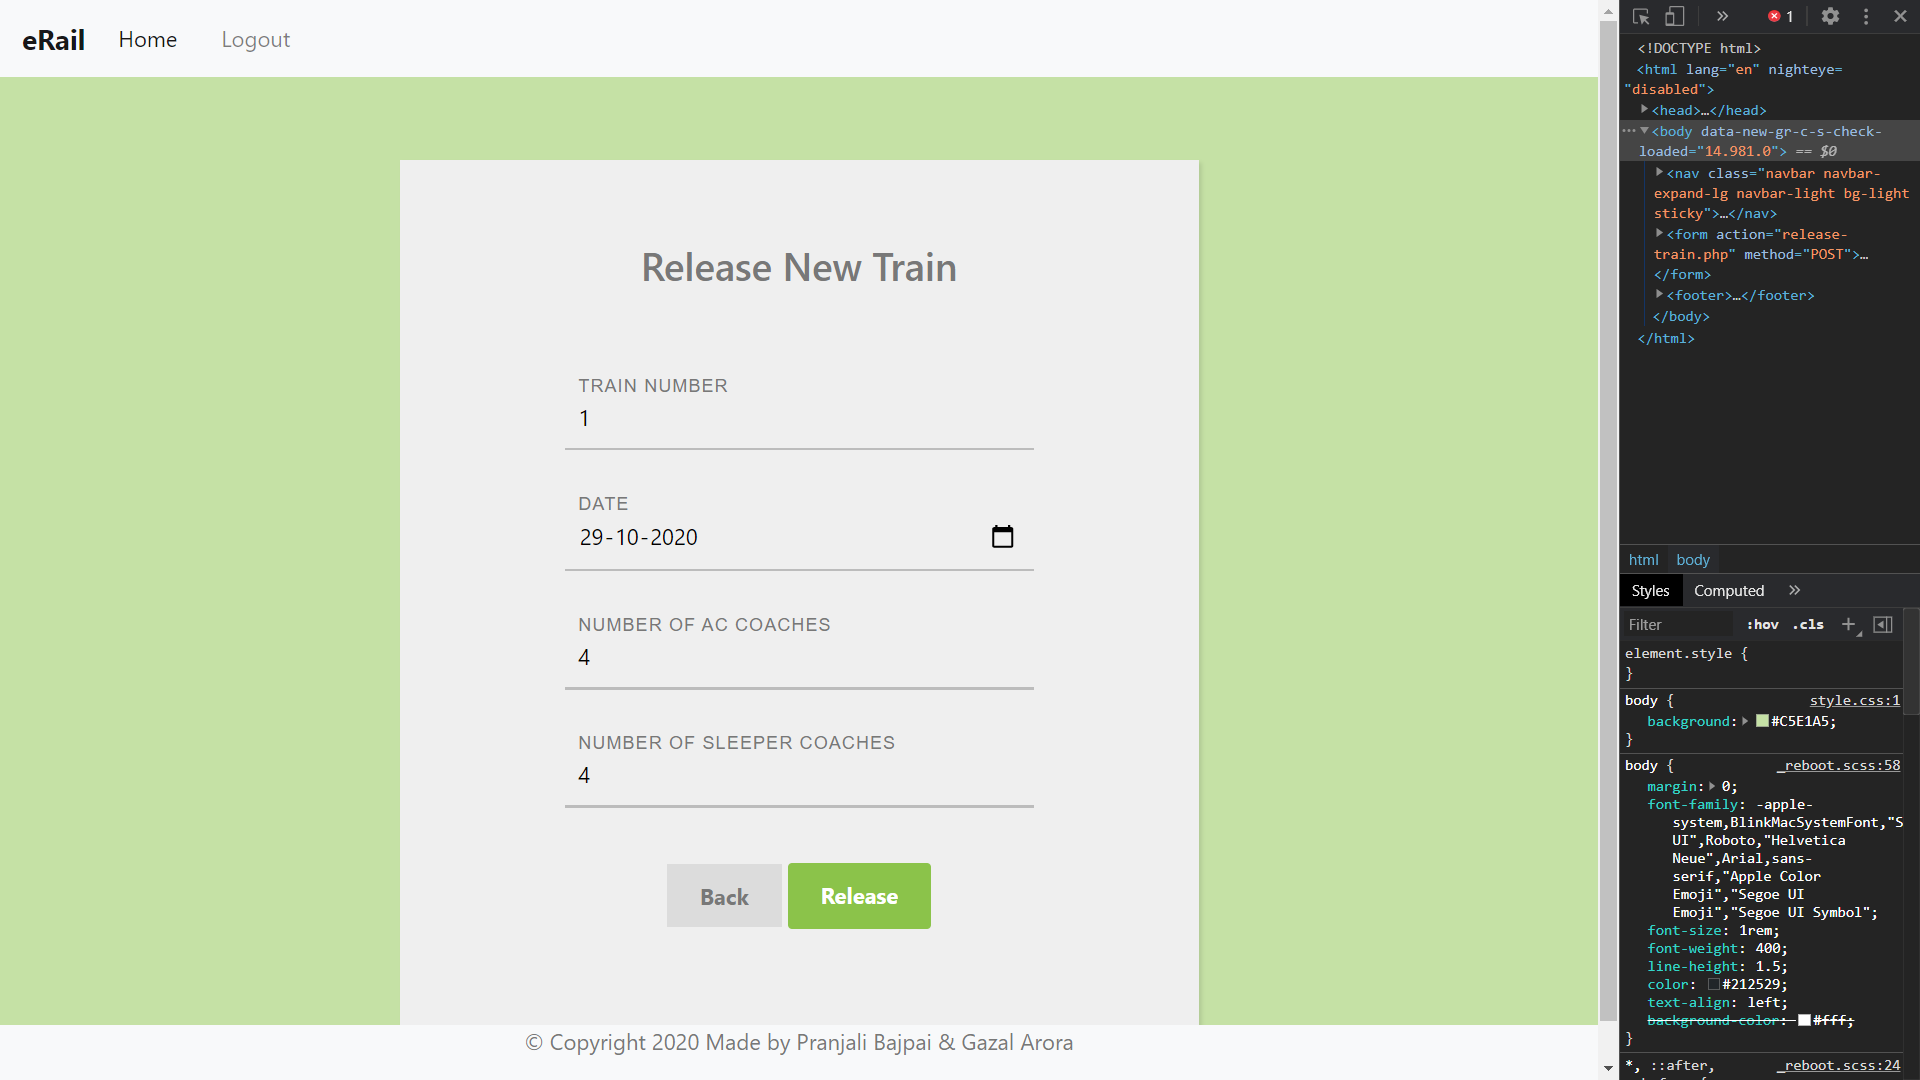 eRail Home Logout
Release New Train
TRAIN NUMBER
1
DATE
29-10-2020
NUMBER OF AC COACHES
4
NUMBER OF SLEEPER COACHES
4
Back Release
© Copyright 2020 Made by Pranjali Bajpai & Gazal Arora
1
<!DOCTYPE html>
<html lang="en" nighteye=
"disabled">
<head>…</head>
<body data-new-gr-c-s-check-
loaded="14.981.0"> == $0
<nav class="navbar navbar-
expand-lg navbar-light bg-light
sticky">…</nav>
<form action="release-
train.php" method="POST">…
</form>
<footer>…</footer>
</body>
</html>
html body
Styles Computed
Filter :hov .cls
element.style {
}
body { style.css:1
background: #C5E1A5;
}
body { _reboot.scss:58
margin: 0;
font-family: -apple-
system,BlinkMacSystemFont,"S
UI",Roboto,"Helvetica
Neue",Arial,sans-
serif,"Apple Color
Emoji","Segoe UI
Emoji","Segoe UI Symbol";
font-size: 1rem;
font-weight: 400;
line-height: 1.5;
color: #212529;
text-align: left;
background-color: #fff;
}
*, ::after, _reboot.scss:24